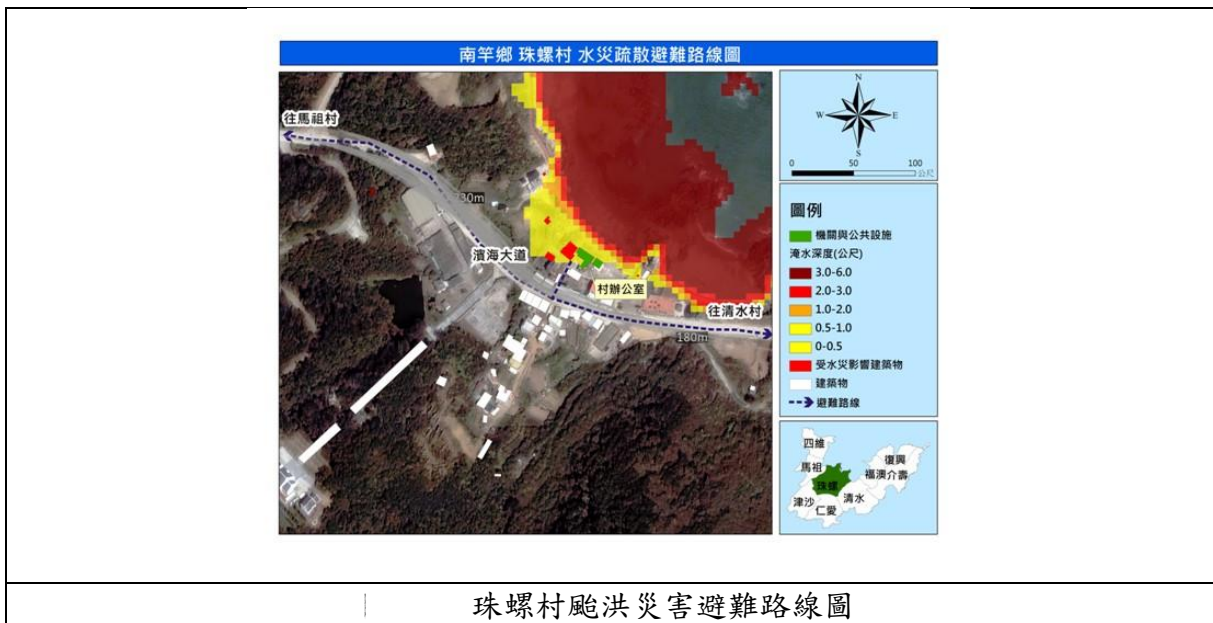 南竿鄉 珠螺村 水災疏散避難路線圖
往馬祖村
濱海大道
村辦公室
往清水村
180m
N
W
E
S
0 50 100
公尺
圖例
機關與公共設施
淹水深度(公尺)
3.0-6.0
2.0-3.0
1.0-2.0
0.5-1.0
0-0.5
受水災影響建築物
建築物
避難路線
四維
馬祖
珠螺
津沙
仁愛
清水
福澳
介壽
復興
珠螺村颱洪災害避難路線圖